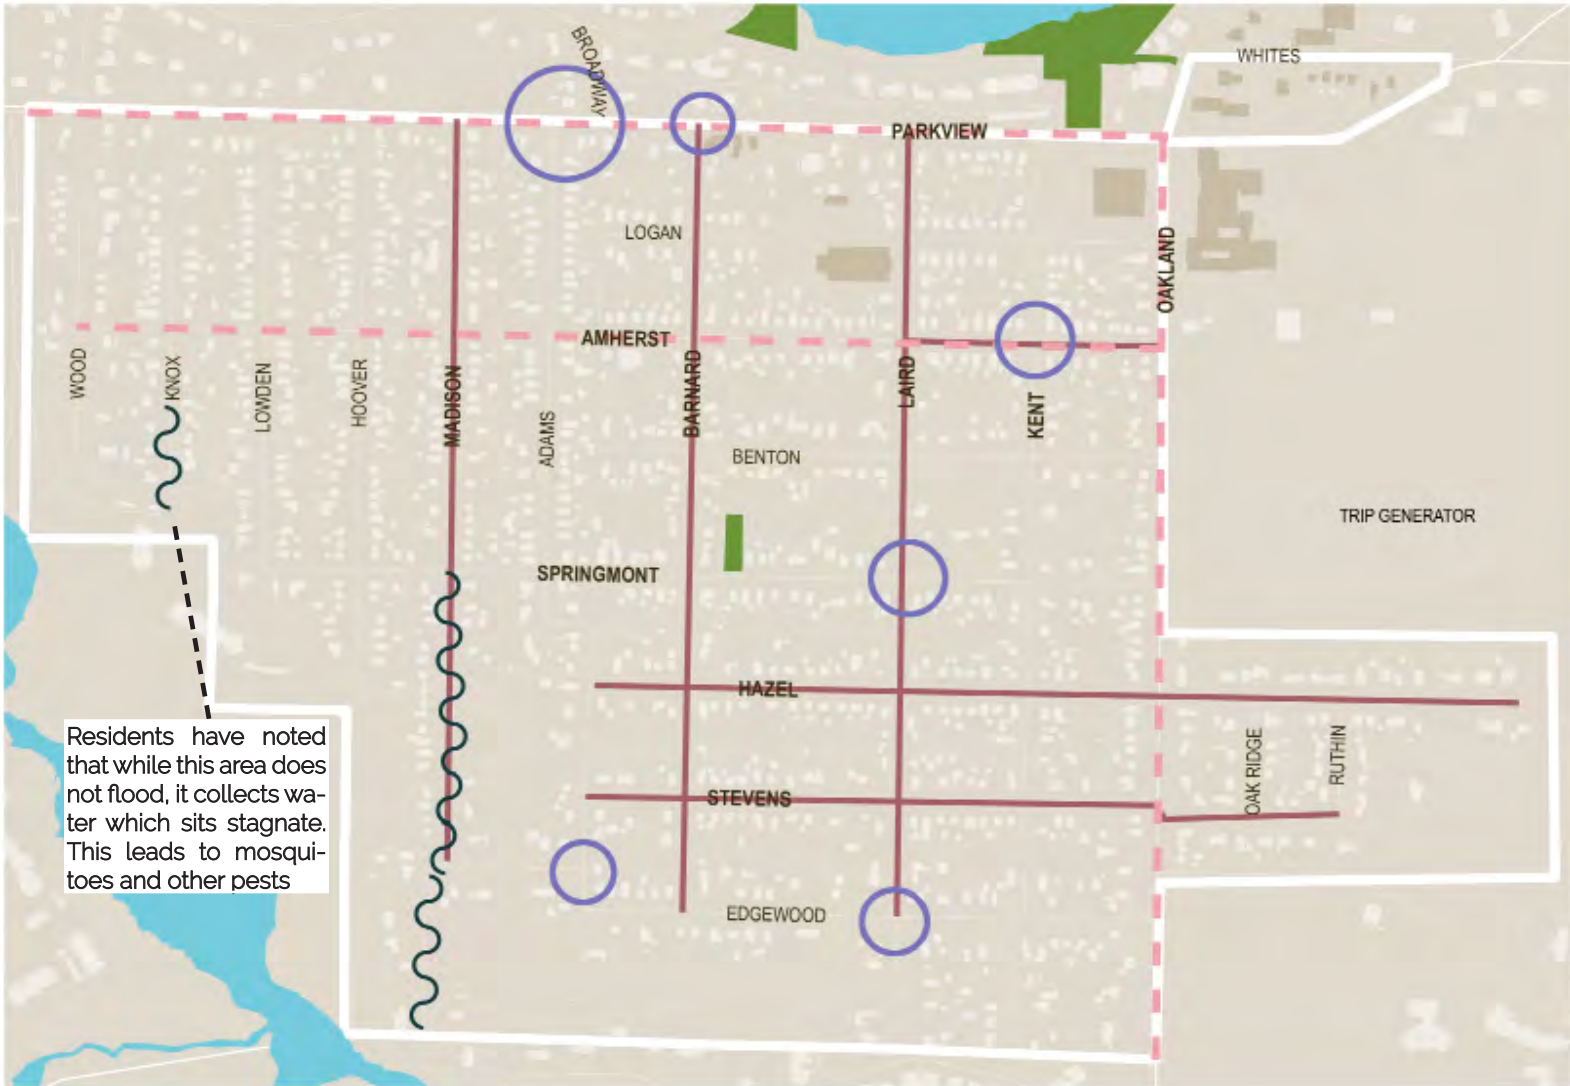 BROADWAY
WHITES
PARKVIEW
LOGAN
OAKLAND
AMHERST
WOOD
KNOX
LOWDEN
HOOVER
MADISON
ADAMS
BARNARD
LAIRD
KENT
BENTON
TRIP GENERATOR
SPRINGMONT
HAZEL
Residents have noted
that while this area does
not flood, it collects wa-
ter which sits stagnate.
This leads to mosqui-
toes and other pests
STEVENS
OAK RIDGE
RUTHIN
EDGEWOOD